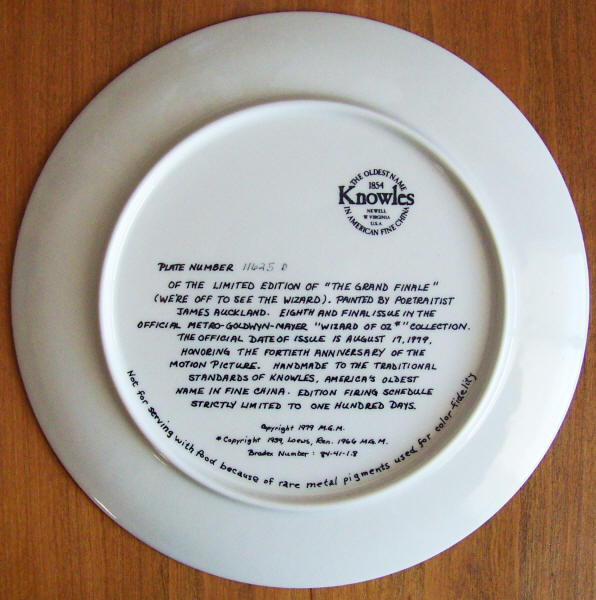 THE OLDEST NAME
1854
Knowles
NEWELL
W VIRGINIA
U.S.A.
IN AMERICAN FINE CHINA
PLATE NUMBER 11625 D
OF THE LIMITED EDITION OF "THE GRAND FINALE"
(WE'RE OFF TO SEE THE WIZARD). PAINTED BY PORTRAITIST
JAMES AUCKLAND. EIGHTH AND FINAL ISSUE IN THE
OFFICIAL METRO-GOLDWYN-MAYER "WIZARD OF OZ*" COLLECTION.
THE OFFICIAL DATE OF ISSUE IS AUGUST 17, 1979,
HONORING THE FORTIETH ANNIVERSARY OF THE
MOTION PICTURE. HANDMADE TO THE TRADITIONAL
STANDARDS OF KNOWLES, AMERICA'S OLDEST
NAME IN FINE CHINA. EDITION FIRING SCHEDULE
STRICTLY LIMITED TO ONE HUNDRED DAYS.
Copyright 1979 M.G.M.
* Copyright 1939, Loews, Ren. 1966 M.G.M.
Bradex Number: 84-41-1.8
Not for serving with food because of rare metal pigments used for color fidelity